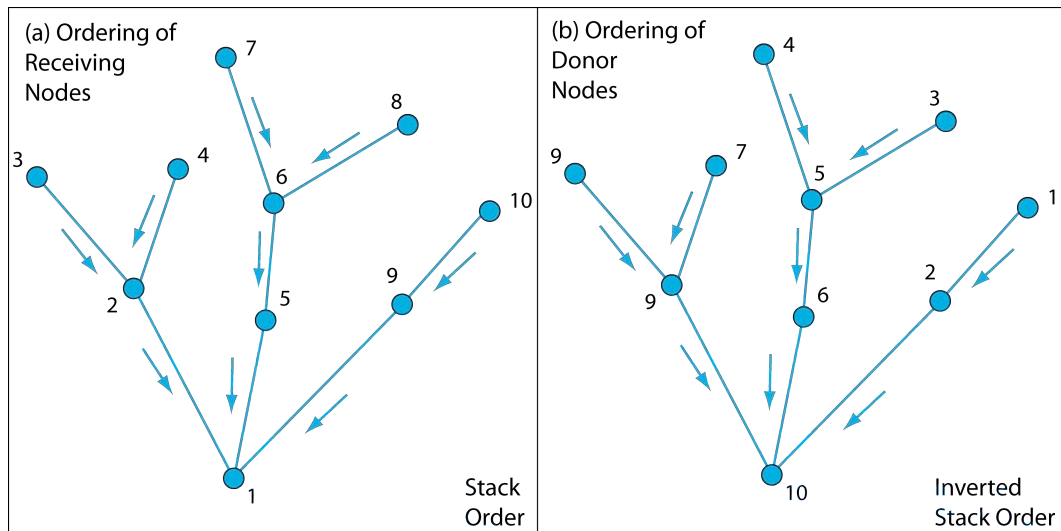 (a) Ordering of
Receiving
Nodes
7
8
3
4
6
10
2
5
9
1
Stack
Order
(b) Ordering of
Donor
Nodes
4
3
9
7
5
1
9
6
2
10
Inverted
Stack Order